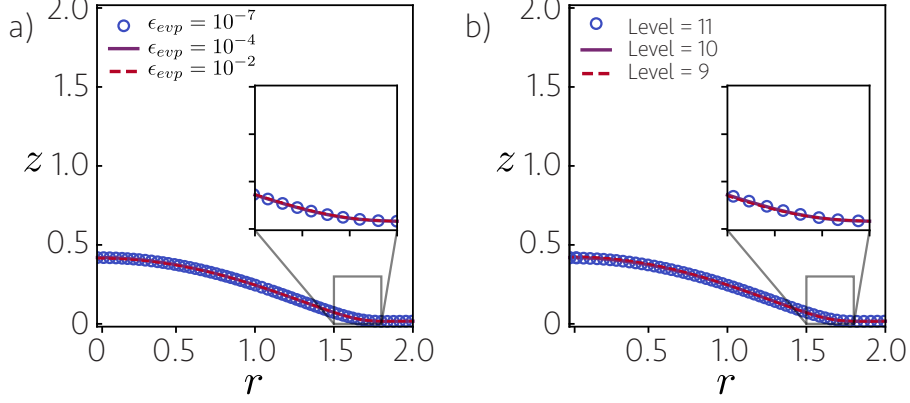 a)
2.0
1.5
1.0
0.5
0
z
ϵ_evp = 10^−7
ϵ_evp = 10^−4
ϵ_evp = 10^−2
0 0.5 1.0 1.5 2.0
r
b)
2.0
1.5
1.0
0.5
0
z
Level = 11
Level = 10
Level = 9
0.5 1.0 1.5 2.0
r